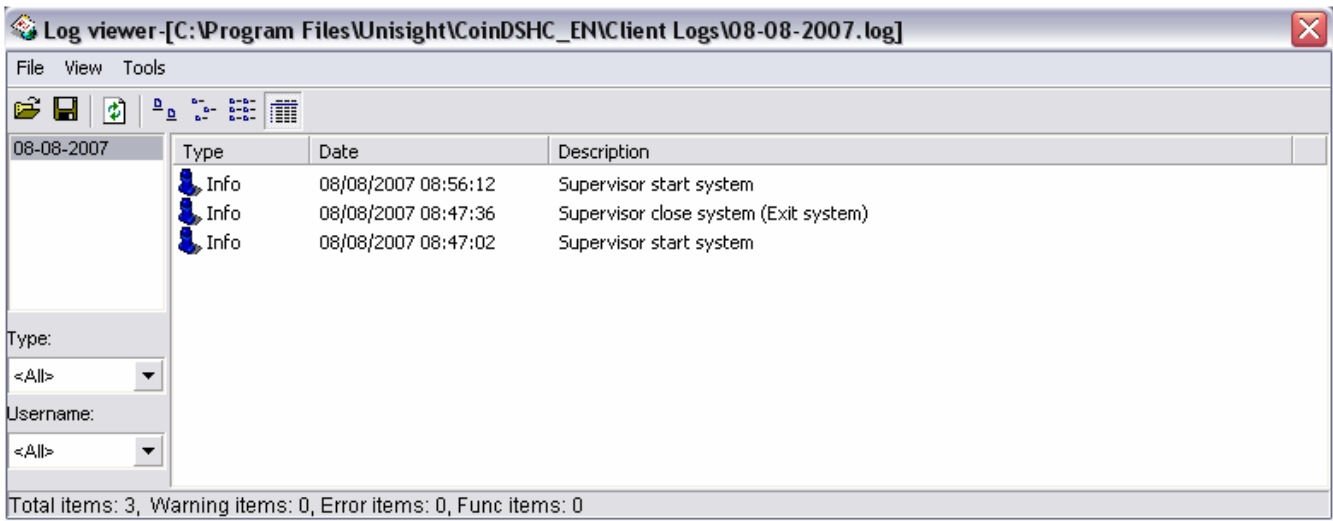 Log viewer-[C:\Program Files\Unisight\CoinDSHC_EN\Client Logs\08-08-2007.log]
File View Tools
08-08-2007
Type Date Description
Info 08/08/2007 08:56:12 Supervisor start system
Info 08/08/2007 08:47:36 Supervisor close system (Exit system)
Info 08/08/2007 08:47:02 Supervisor start system
Type:
<All>
Username:
<All>
Total items: 3, Warning items: 0, Error items: 0, Func items: 0